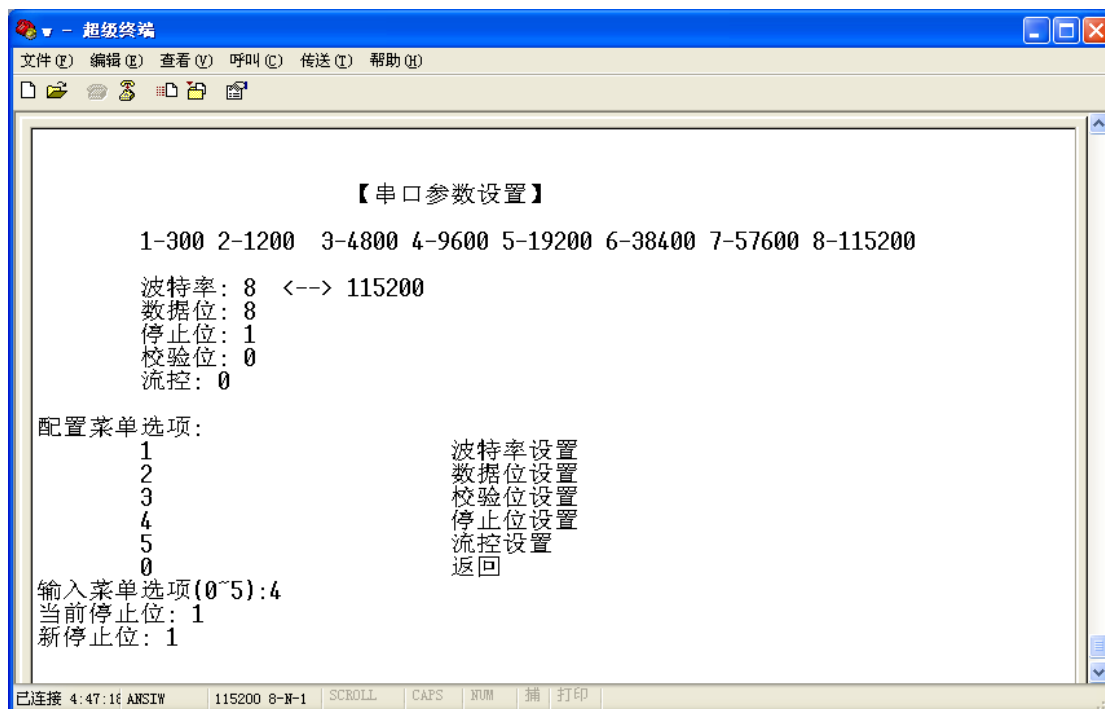 w - 超级终端
文件(F) 编辑(E) 查看(V) 呼叫(C) 传送(T) 帮助(H)
【串口参数设置】
1-300 2-1200 3-4800 4-9600 5-19200 6-38400 7-57600 8-115200
波特率: 8 <--> 115200
数据位: 8
停止位: 1
校验位: 0
流控: 0
配置菜单选项:
1 波特率设置
2 数据位设置
3 校验位设置
4 停止位设置
5 流控设置
0 返回
输入菜单选项(0~5):4
当前停止位: 1
新停止位: 1
已连接 4:47:18 ANSIW 115200 8-N-1 SCROLL CAPS NUM 捕 打印